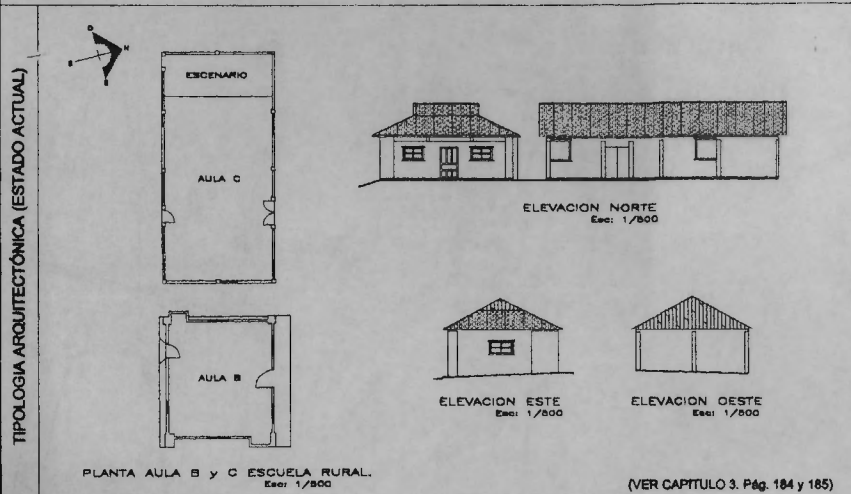 TIPOLOGIA ARQUITECTÓNICA (ESTADO ACTUAL)
O
N
S
E
ESCENARIO
AULA C
AULA B
PLANTA AULA B y C ESCUELA RURAL.
Esc: 1/500
ELEVACION NORTE
Esc: 1/500
ELEVACION ESTE
Esc: 1/500
ELEVACION OESTE
Esc: 1/500
(VER CAPITULO 3. Pág. 184 y 185)